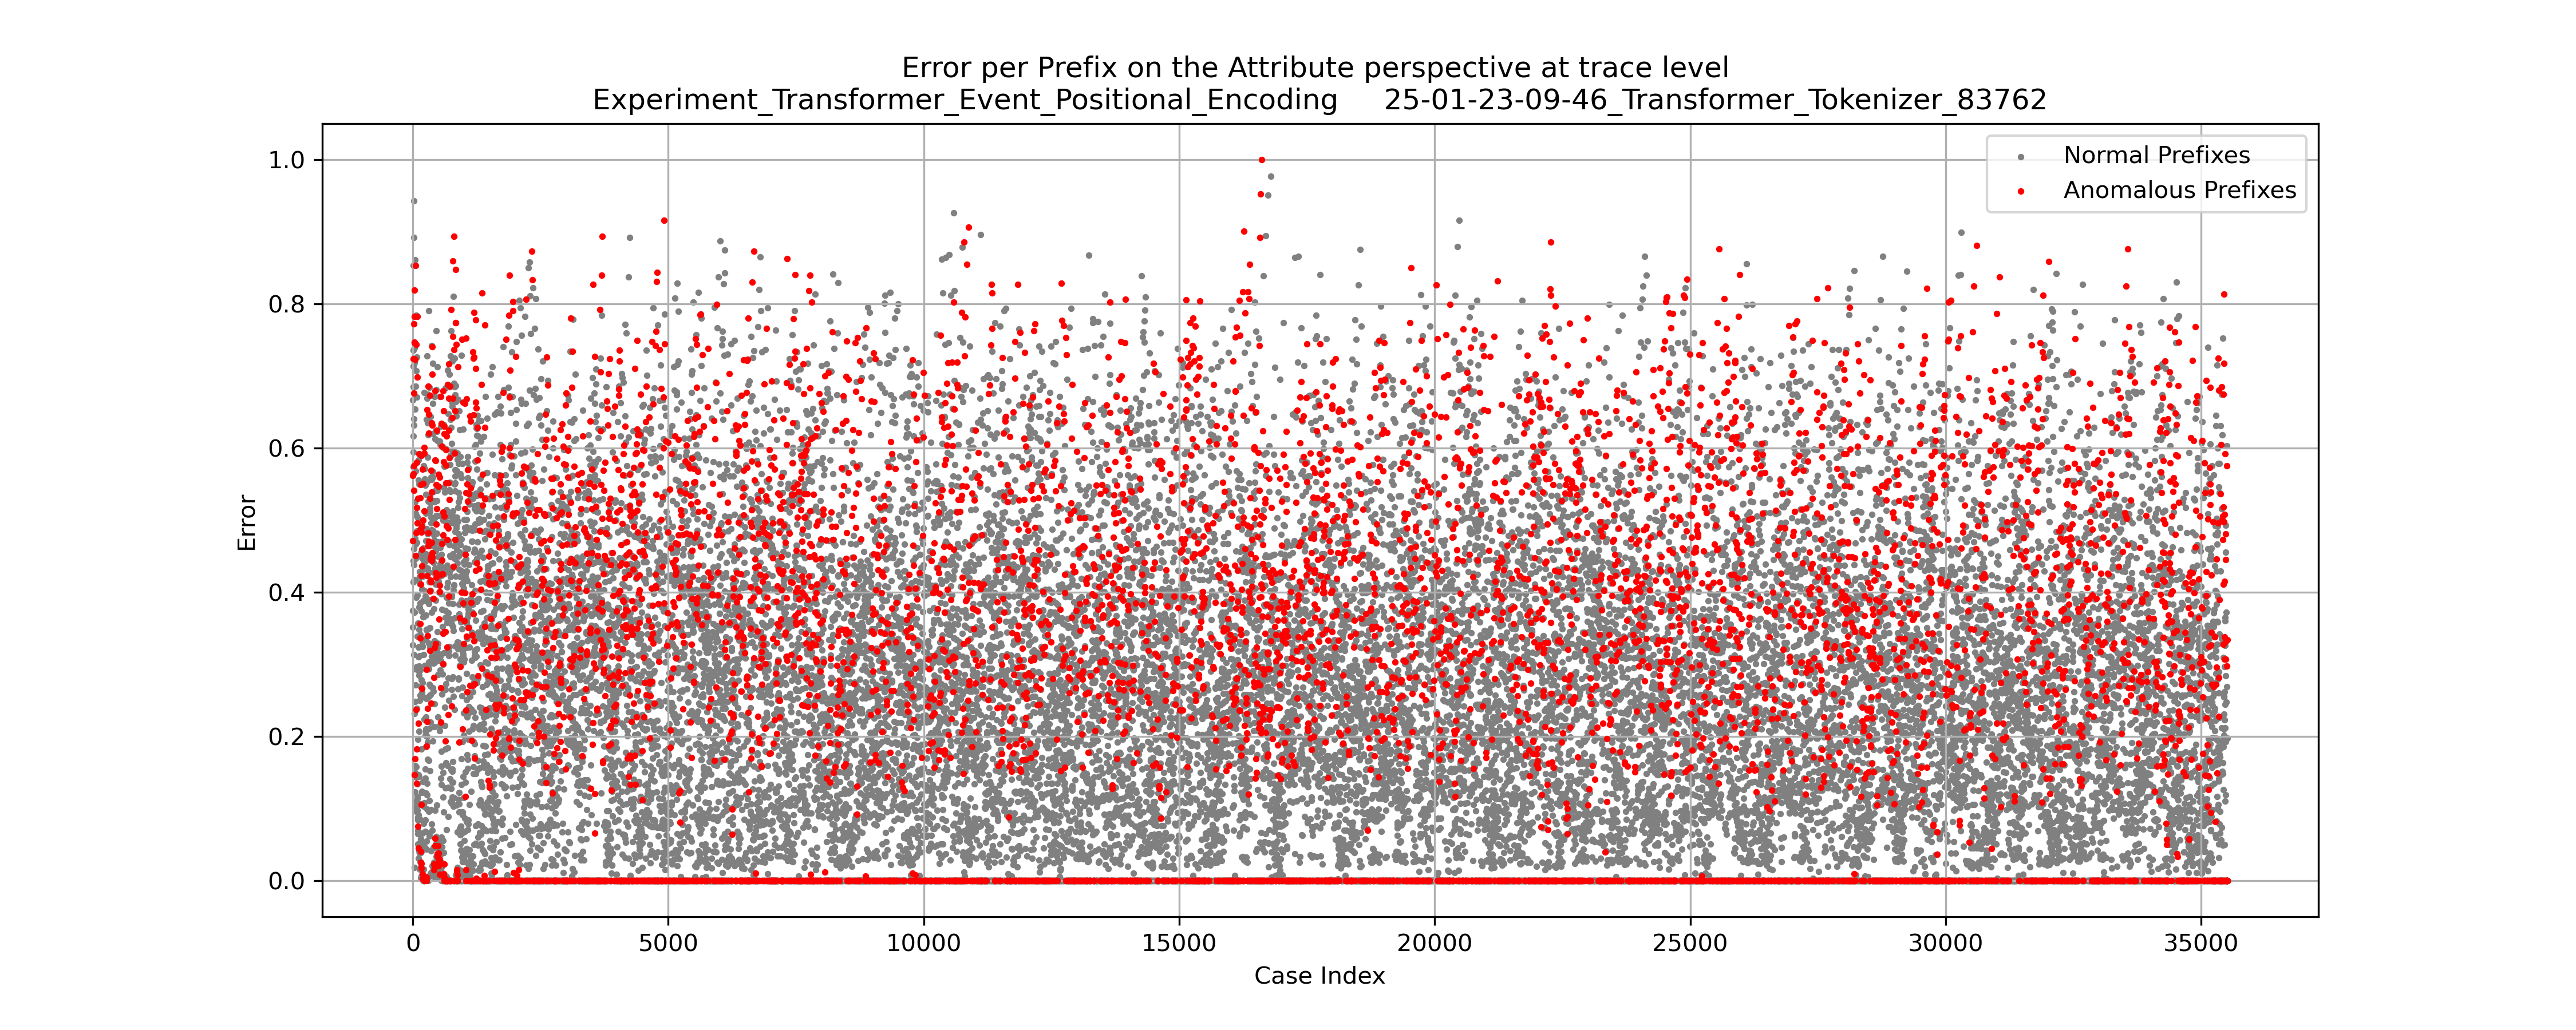 Error per Prefix on the Attribute perspective at trace level
Experiment_Transformer_Event_Positional_Encoding 25-01-23-09-46_Transformer_Tokenizer_83762
Normal Prefixes
Anomalous Prefixes
1.0
0.8
0.6
0.4
0.2
0.0
Error
0 5000 10000 15000 20000 25000 30000 35000
Case Index